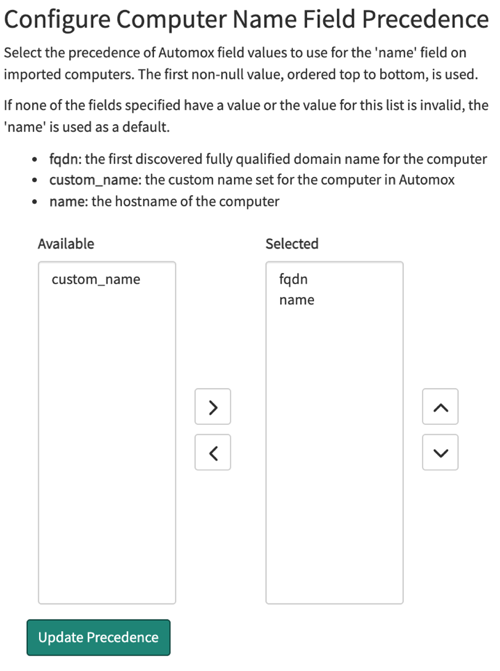 Configure Computer Name Field Precedence
Select the precedence of Automox field values to use for the 'name' field on
imported computers. The first non-null value, ordered top to bottom, is used.
If none of the fields specified have a value or the value for this list is invalid, the
'name' is used as a default.
• fqdn: the first discovered fully qualified domain name for the computer
• custom_name: the custom name set for the computer in Automox
• name: the hostname of the computer
Available
Selected
custom_name
fqdn
name
Update Precedence